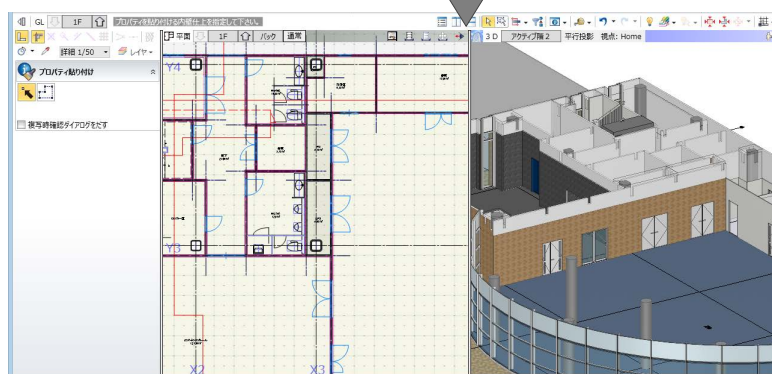 GL 1F プロパティを貼り付ける内壁仕上を指定して下さい。
詳細 1/50 レイヤ
プロパティ貼り付け
複写時確認ダイアログをだす
平面 1F バック 通常
3D アクティブ階 2 平行投影 視点: Home
Y4
Y3
X2 X3